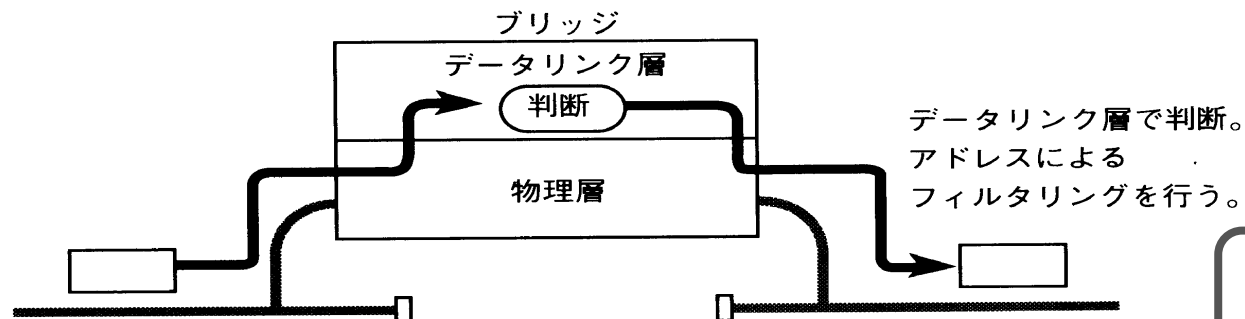 ブリッジ
データリンク層
判断
物理層
データリンク層で判断。
アドレスによる
フィルタリングを行う。